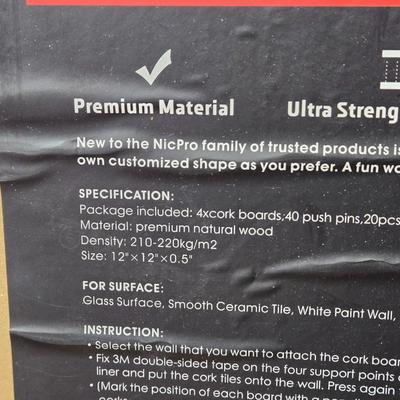 Premium Material
Ultra Streng
New to the NicPro family of trusted products is
own customized shape as you prefer. A fun wa
SPECIFICATION:
Package included: 4xcork boards,40 push pins,20pcs
Material: premium natural wood
Density: 210-220kg/m2
Size: 12"×12"×0.5"
FOR SURFACE:
Glass Surface, Smooth Ceramic Tile, White Paint Wall,
INSTRUCTION:
• Select the wall that you want to attach the cork boar
• Fix 3M double-sided tape on the four support points o
liner and put the cork tiles onto the wall. Press again f
• (Mark the position of each board with a